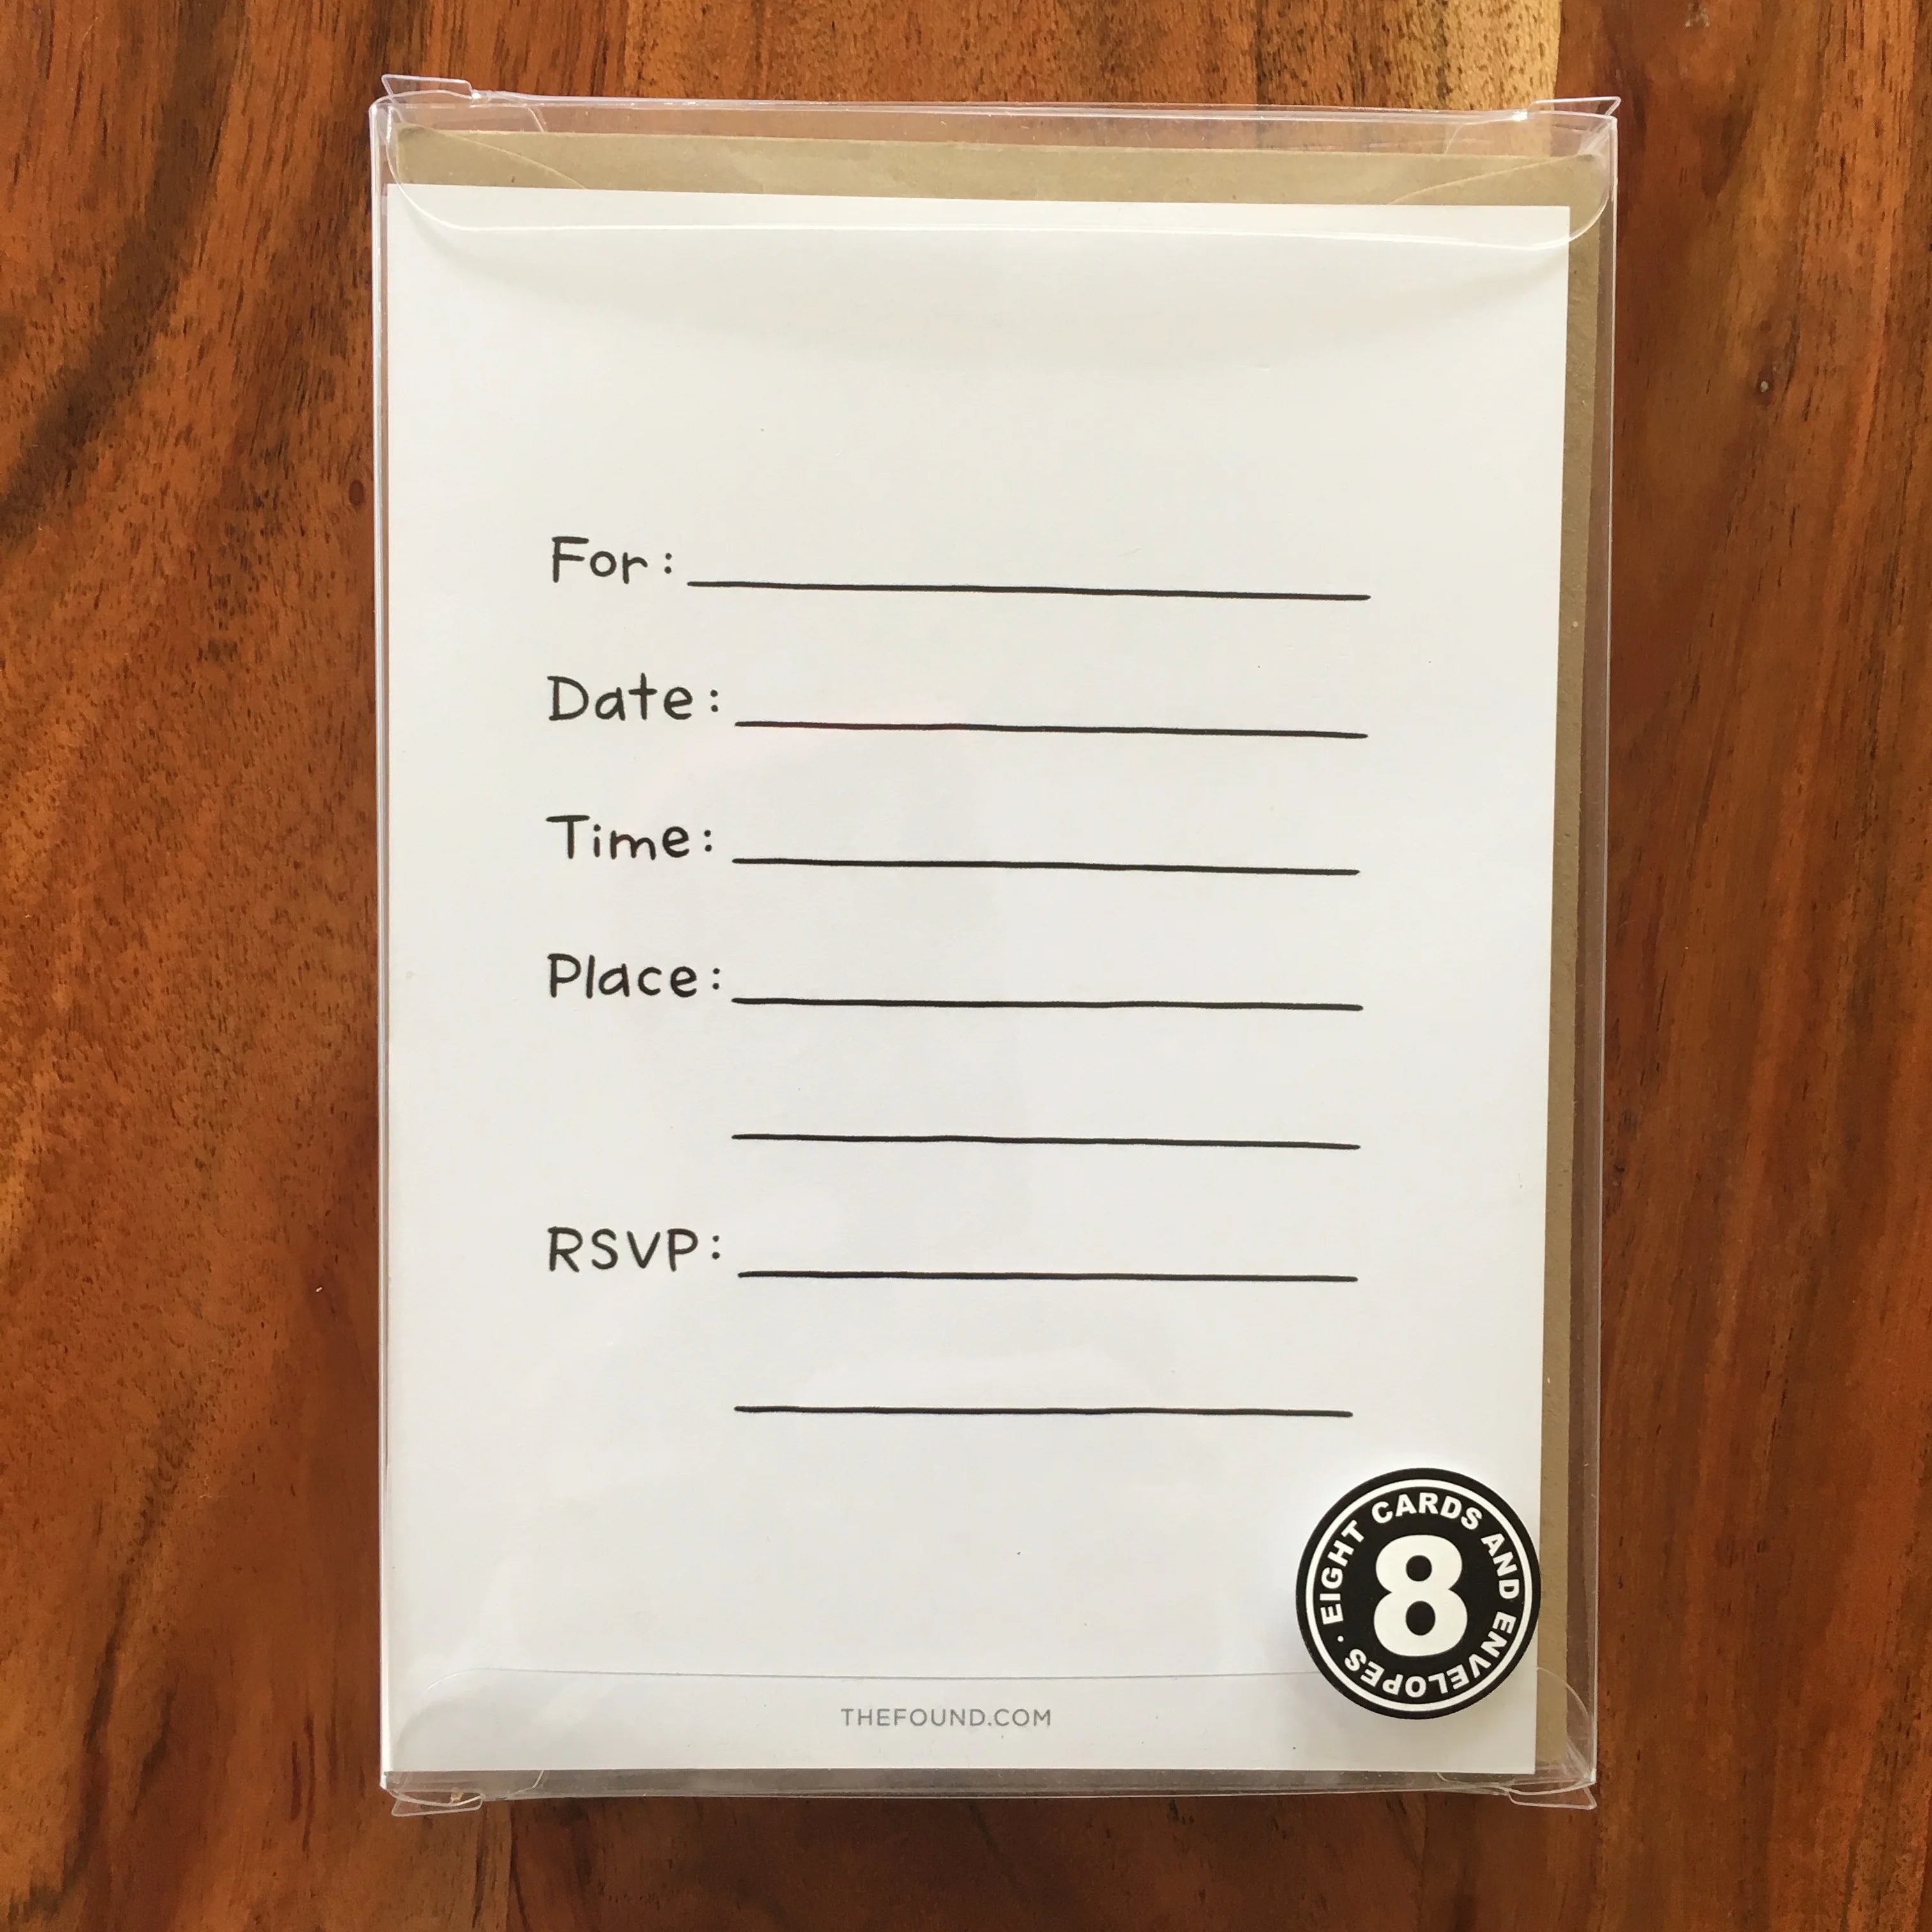 For: 
Date: 
Time: 
Place: 
RSVP: 
EIGHT CARDS AND ENVELOPES ·
8
THEFOUND.COM